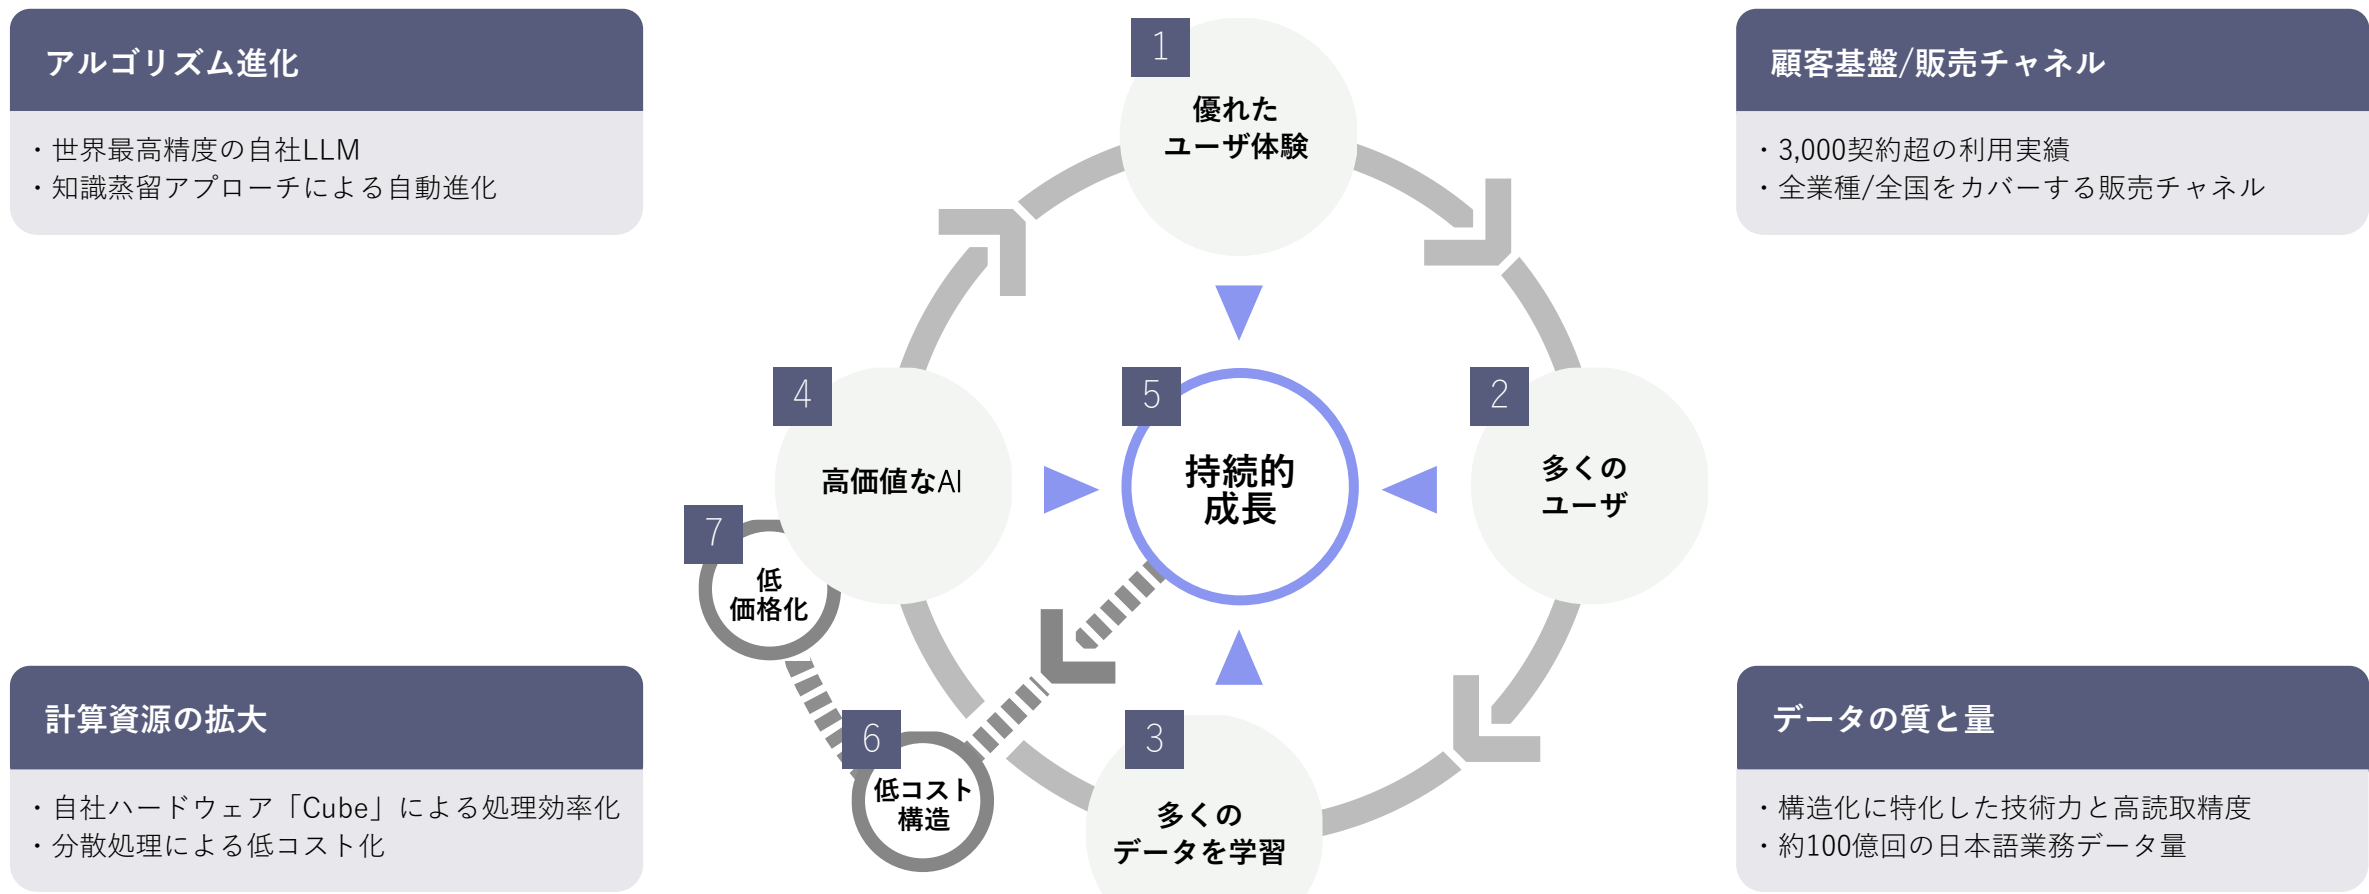 アルゴリズム進化
・世界最高精度の自社LLM
・知識蒸留アプローチによる自動進化
顧客基盤/販売チャネル
・3,000契約超の利用実績
・全業種/全国をカバーする販売チャネル
1
優れた
ユーザ体験
2
多くの
ユーザ
3
多くの
データを学習
4
高価値なAI
5
持続的
成長
6
低コスト
構造
7
低
価格化
計算資源の拡大
・自社ハードウェア「Cube」による処理効率化
・分散処理による低コスト化
データの質と量
・構造化に特化した技術力と高読取精度
・約100億回の日本語業務データ量